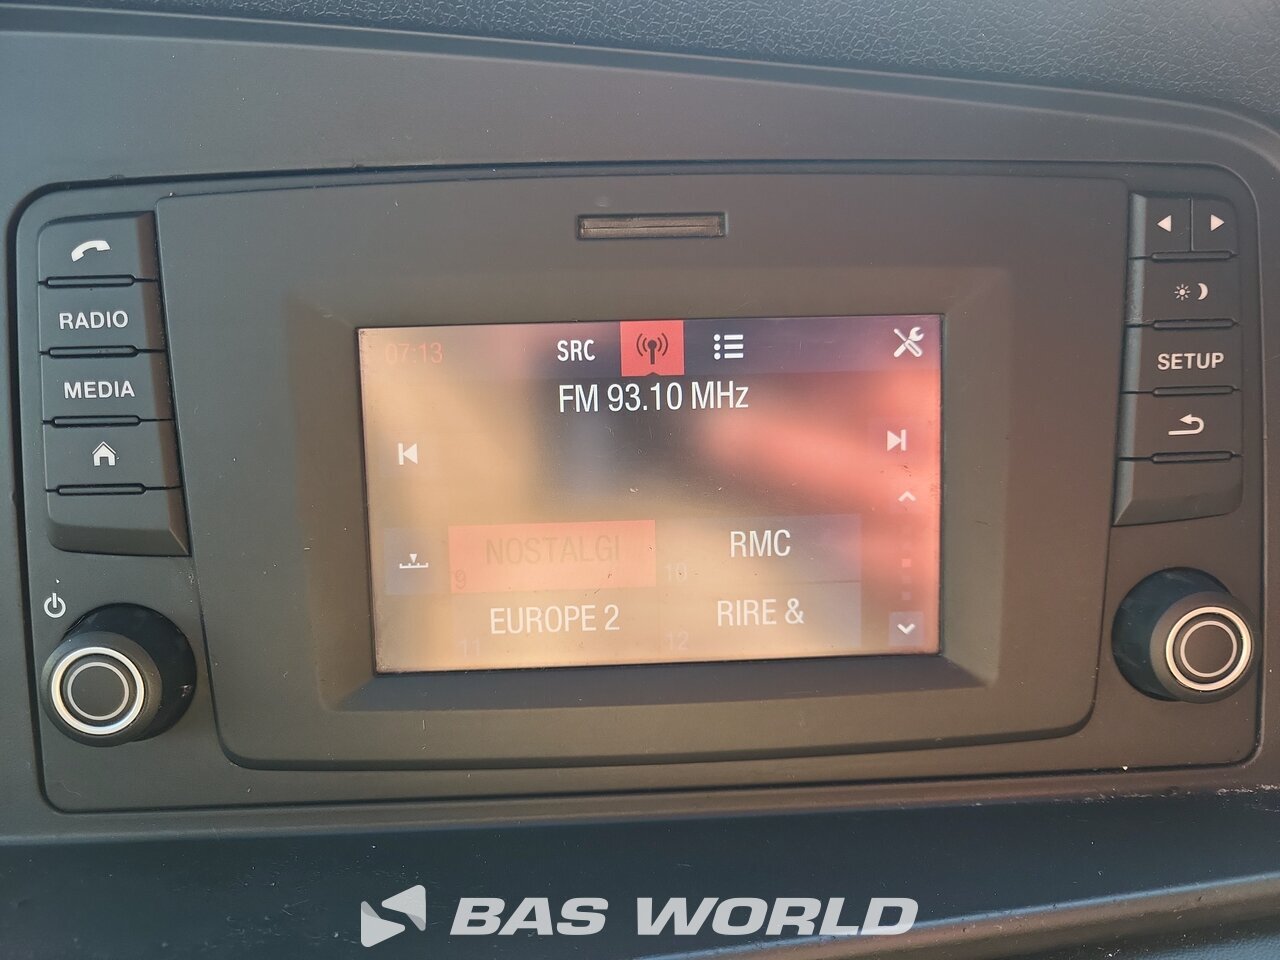 RADIO
MEDIA
07:13
SRC
FM 93.10 MHz
NOSTALGI
9
RMC
10
EUROPE 2
11
RIRE &
12
SETUP
BAS WORLD